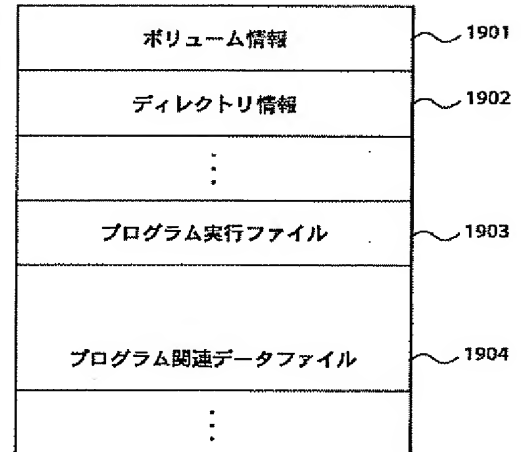 ボリューム情報 1901
ディレクトリ情報 1902
⋮
プログラム実行ファイル 1903
プログラム関連データファイル 1904
⋮